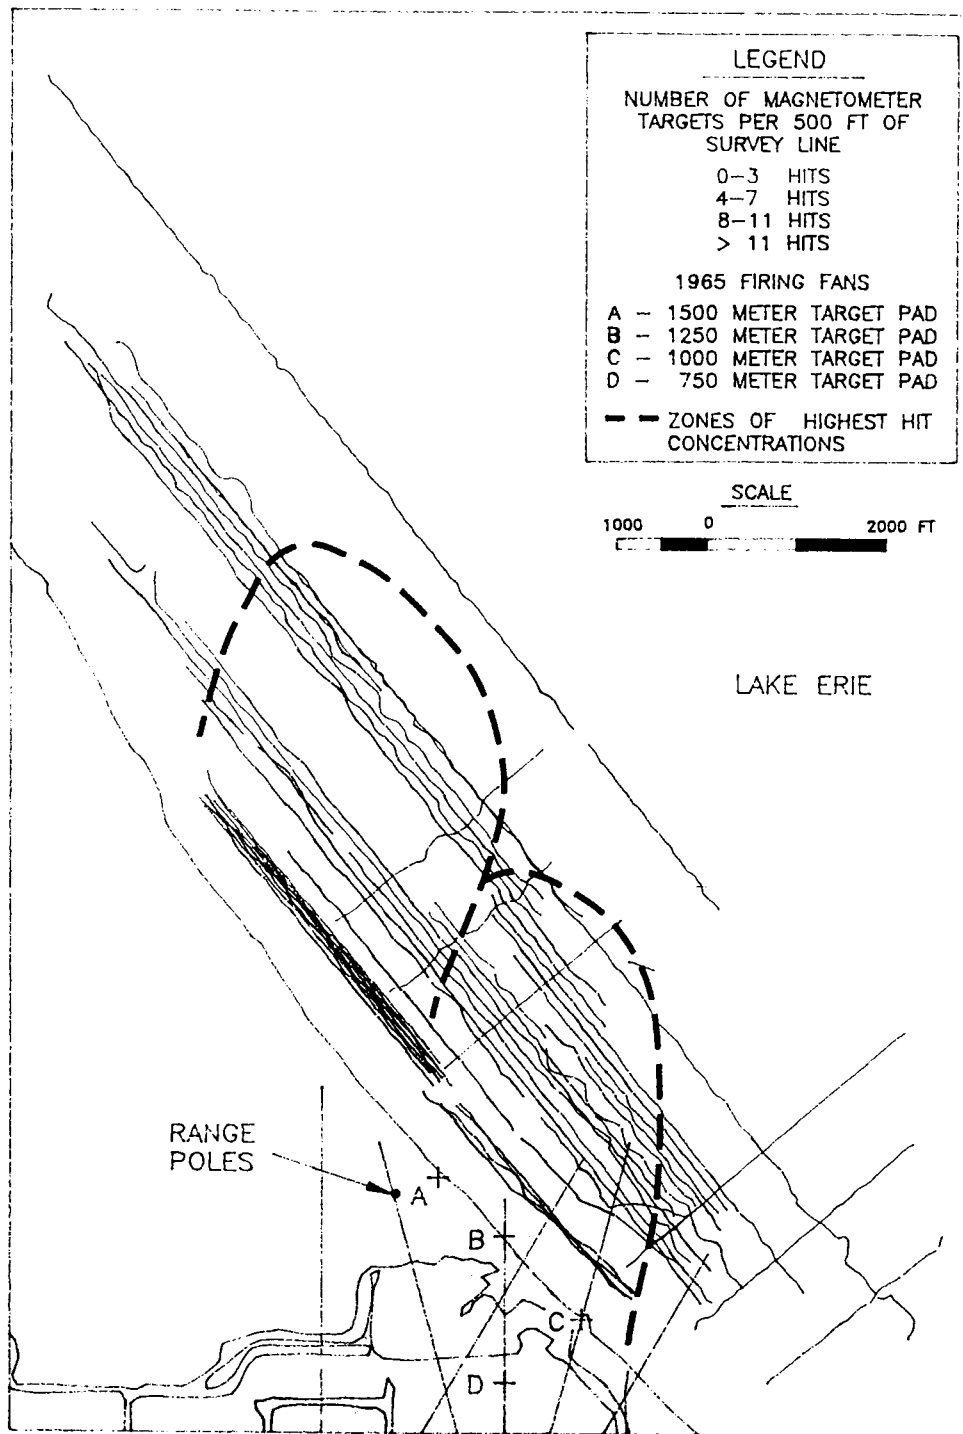 LEGEND
NUMBER OF MAGNETOMETER
TARGETS PER 500 FT OF
SURVEY LINE
0-3 HITS
4-7 HITS
8-11 HITS
> 11 HITS
1965 FIRING FANS
A - 1500 METER TARGET PAD
B - 1250 METER TARGET PAD
C - 1000 METER TARGET PAD
D - 750 METER TARGET PAD
ZONES OF HIGHEST HIT
CONCENTRATIONS
SCALE
1000 0 2000 FT
LAKE ERIE
RANGE
POLES
A
B
C
D